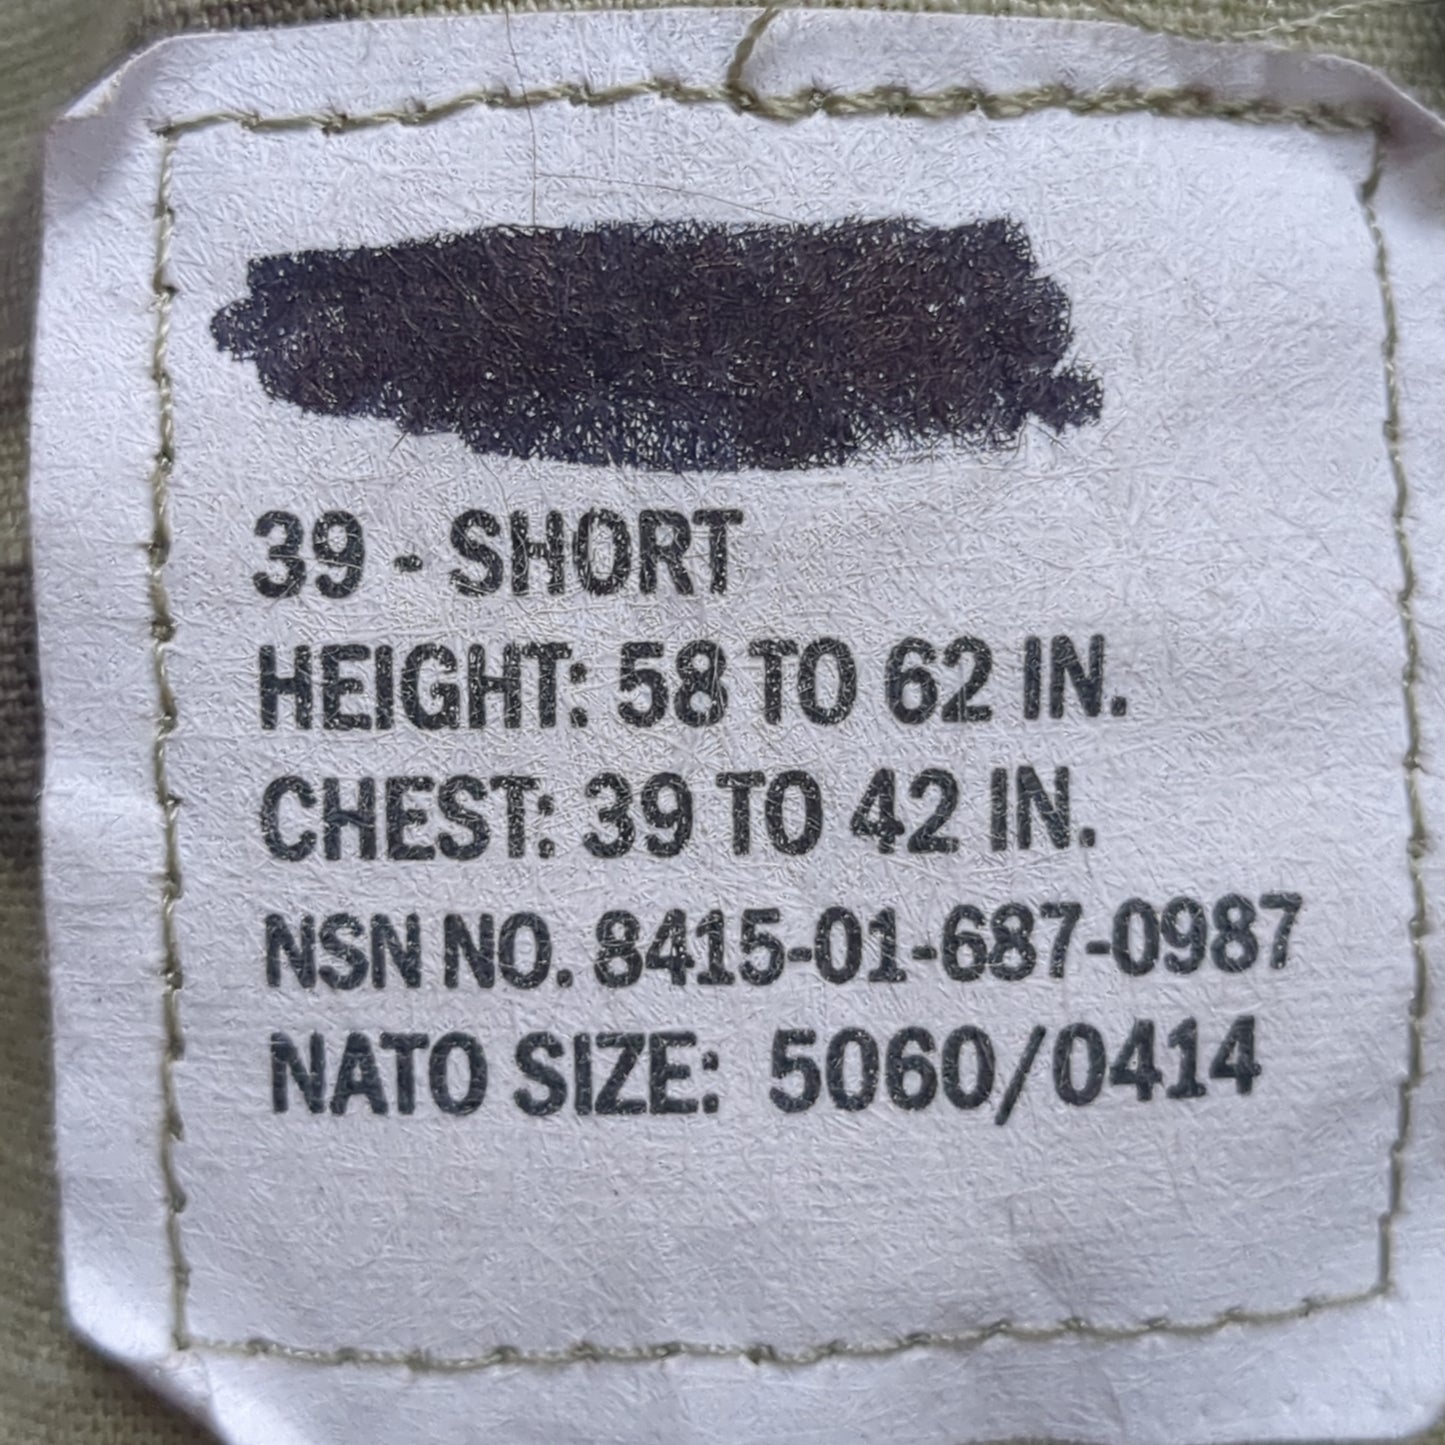 39 - SHORT
HEIGHT: 58 TO 62 IN.
CHEST: 39 TO 42 IN.
NSN NO. 8415-01-687-0987
NATO SIZE: 5060/0414